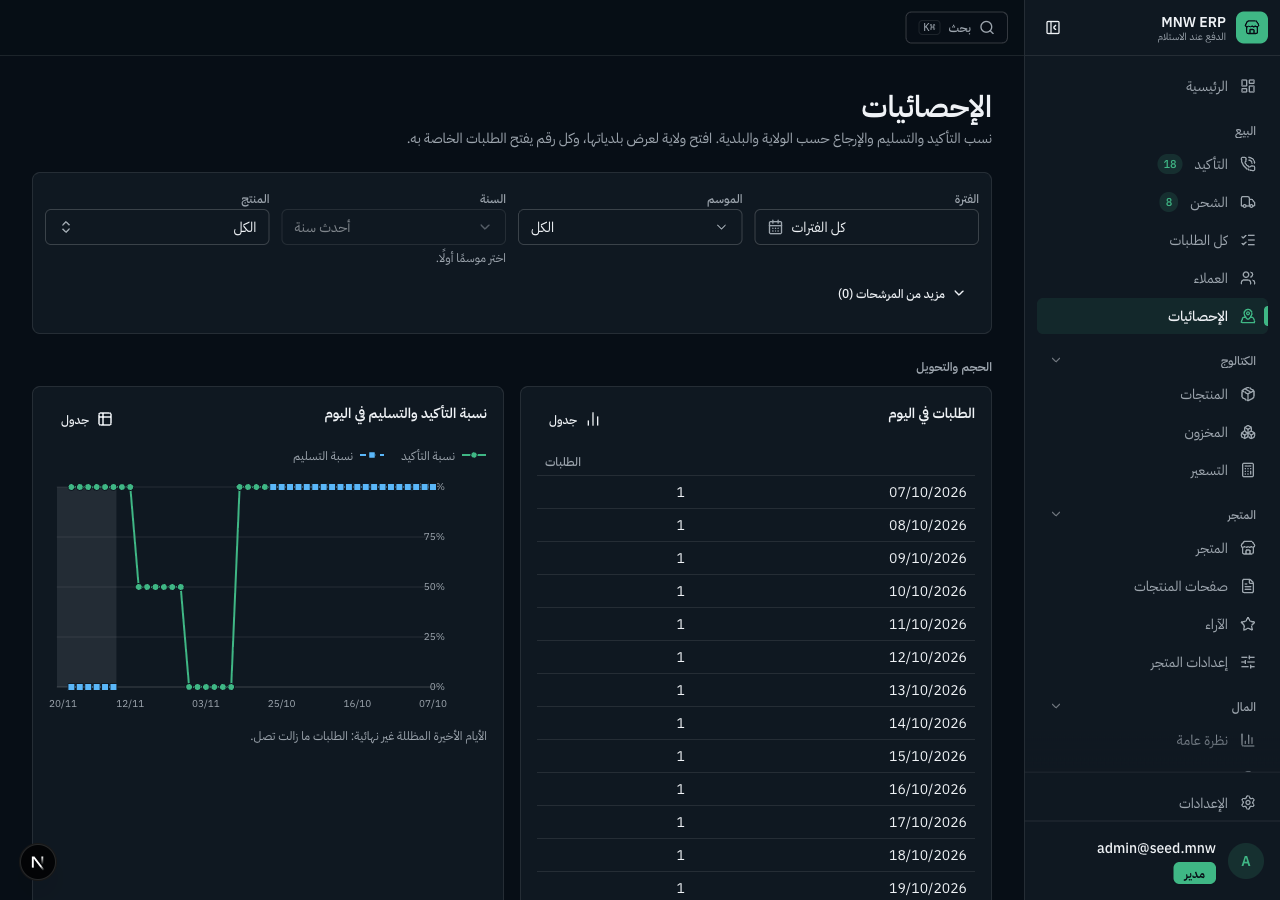 MNW ERP
الدفع عند الاستلام
الرئيسية
البيع
التأكيد 18
الشحن 8
كل الطلبات
العملاء
الإحصائيات
الكتالوج
المنتجات
المخزون
التسعير
المتجر
المتجر
صفحات المنتجات
الآراء
إعدادات المتجر
المال
نظرة عامة
الإعدادات
A
admin@seed.mnw
مدير
بحث ⌘K
الإحصائيات
نسب التأكيد والتسليم والإرجاع حسب الولاية والبلدية. افتح ولاية لعرض بلدياتها، وكل رقم يفتح الطلبات الخاصة به.
الفترة
كل الفترات
الموسم
الكل
السنة
أحدث سنة
اختر موسمًا أولًا.
المنتج
الكل
مزيد من المرشحات (0)
الحجم والتحويل
الطلبات في اليوم
جدول
الطلبات
07/10/2026 1
08/10/2026 1
09/10/2026 1
10/10/2026 1
11/10/2026 1
12/10/2026 1
13/10/2026 1
14/10/2026 1
15/10/2026 1
16/10/2026 1
17/10/2026 1
18/10/2026 1
19/10/2026 1
نسبة التأكيد والتسليم في اليوم
جدول
نسبة التأكيد
نسبة التسليم
%
75%
50%
25%
0%
07/10
16/10
25/10
03/11
12/11
20/11
الأيام الأخيرة المظللة غير نهائية: الطلبات ما زالت تصل.
N